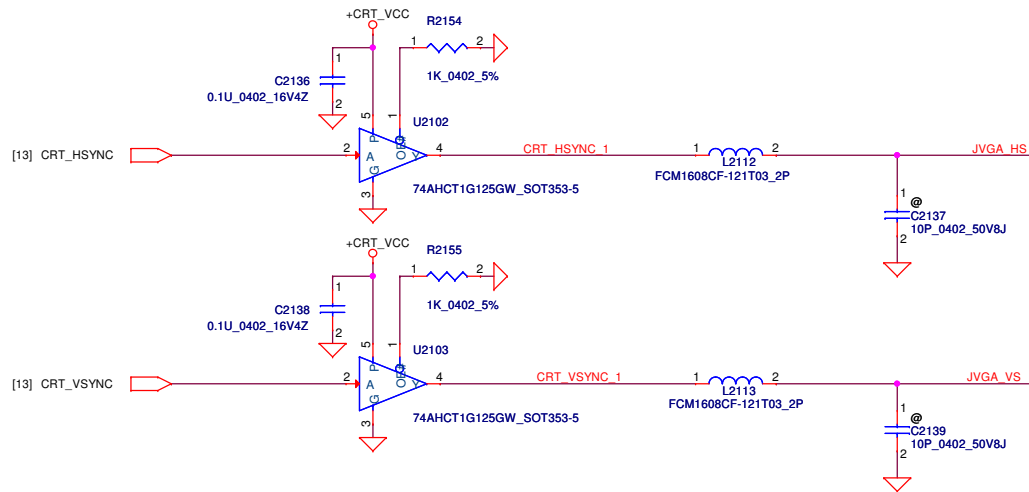 +CRT_VCC
R2154
1
2
1K_0402_5%
1
C2136
0.1U_0402_16V4Z
2
5
1
U2102
P
OE#
[13] CRT_HSYNC
2
A
Y
4
CRT_HSYNC_1
1
L2112
2
JVGA_HS
FCM1608CF-121T03_2P
G
3
74AHCT1G125GW_SOT353-5
1
@
C2137
10P_0402_50V8J
2
+CRT_VCC
R2155
1
2
1K_0402_5%
1
C2138
0.1U_0402_16V4Z
2
5
1
U2103
P
OE#
[13] CRT_VSYNC
2
A
Y
4
CRT_VSYNC_1
1
L2113
2
JVGA_VS
FCM1608CF-121T03_2P
G
3
74AHCT1G125GW_SOT353-5
1
@
C2139
10P_0402_50V8J
2